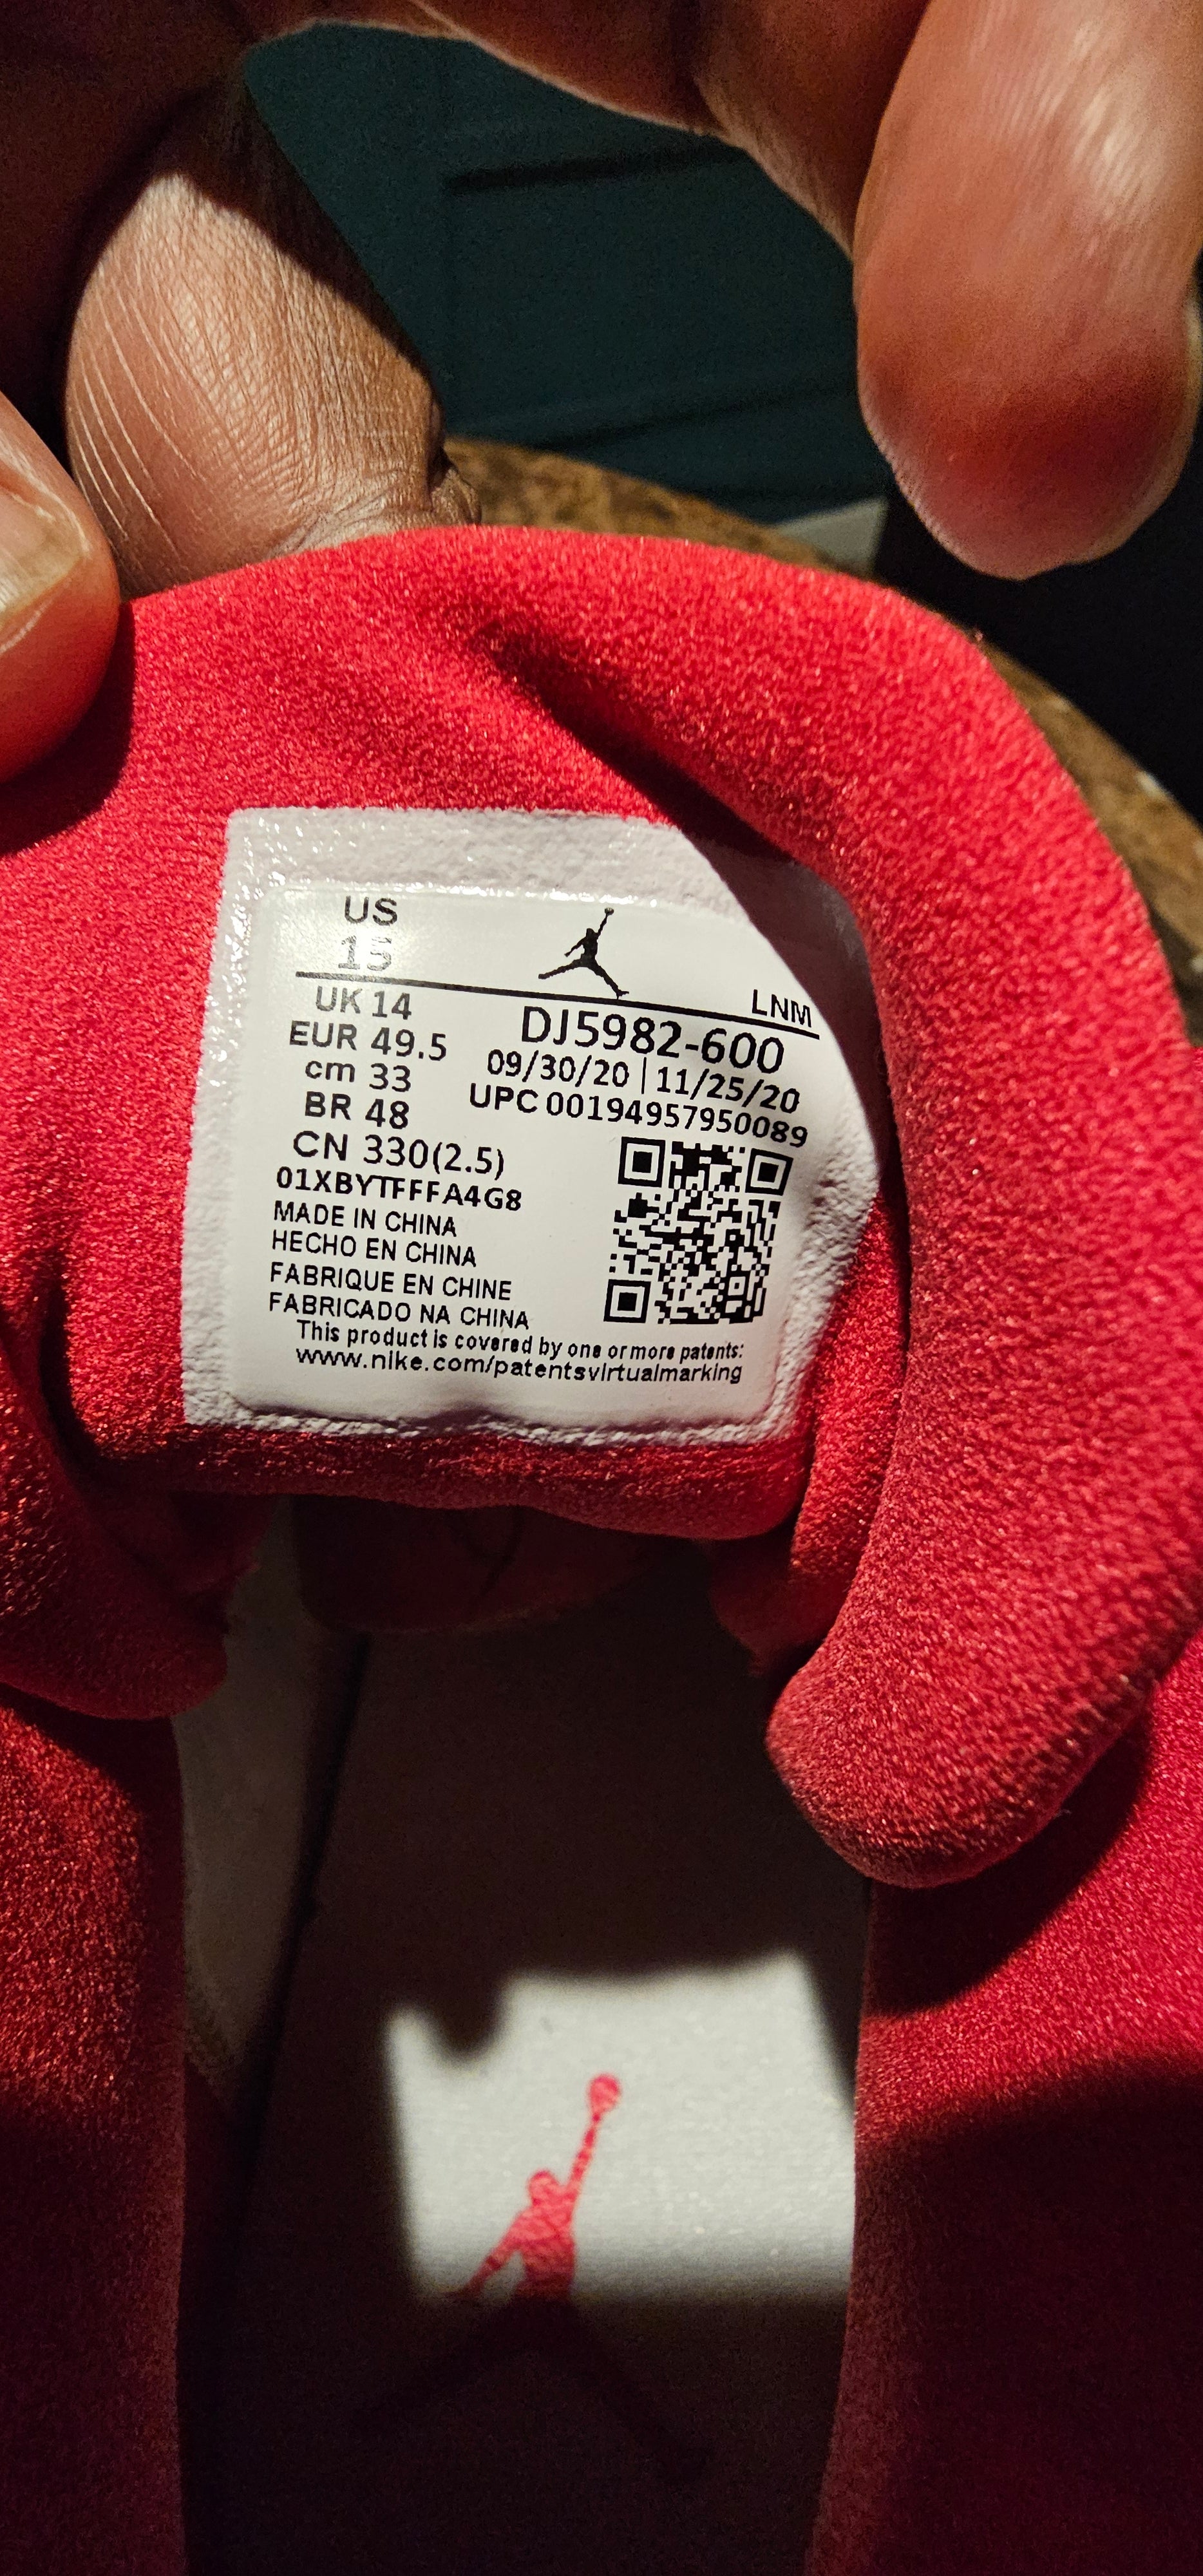 US
15
LNM
UK 14
DJ5982-600
EUR 49.5
09/30/20 | 11/25/20
cm 33
UPC 00194957950089
BR 48
CN 330(2.5)
01XBYTFFFA4G8
MADE IN CHINA
HECHO EN CHINA
FABRIQUE EN CHINE
FABRICADO NA CHINA
This product is covered by one or more patents:
www.nike.com/patentsvirtualmarking